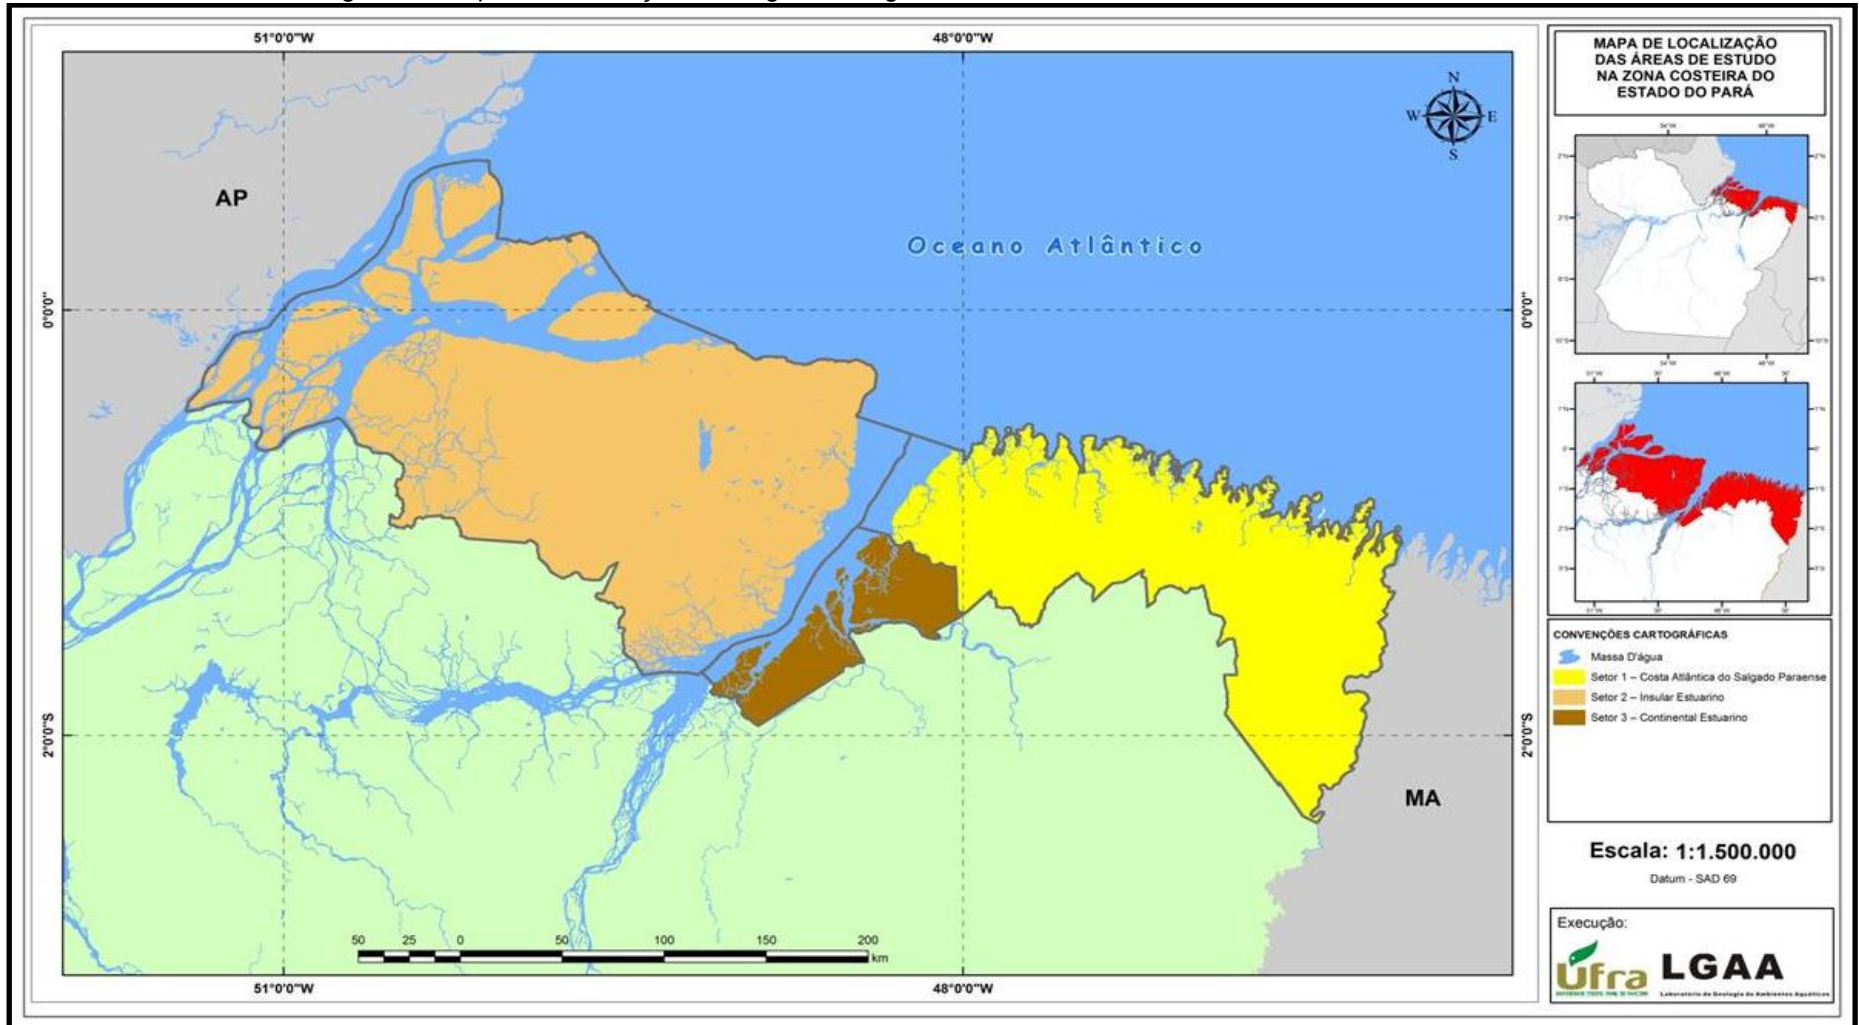 51°0'0"W
48°0'0"W
0°0'0"
2°0'0"S
AP
Oceano Atlântico
N
W
E
S
MA
50 25 0 50 100 150 200
km
51°0'0"W
48°0'0"W
0°0'0"
2°0'0"S
MAPA DE LOCALIZAÇÃO
DAS ÁREAS DE ESTUDO
NA ZONA COSTEIRA DO
ESTADO DO PARÁ
CONVENÇÕES CARTOGRÁFICAS
Massa D'água
Setor 1 – Costa Atlântica do Salgado Paraense
Setor 2 – Insular Estuarino
Setor 3 – Continental Estuarino
Escala: 1:1.500.000
Datum - SAD 69
Execução:
Ufra
LGAA
Laboratório de Geologia de Ambientes Aquáticos